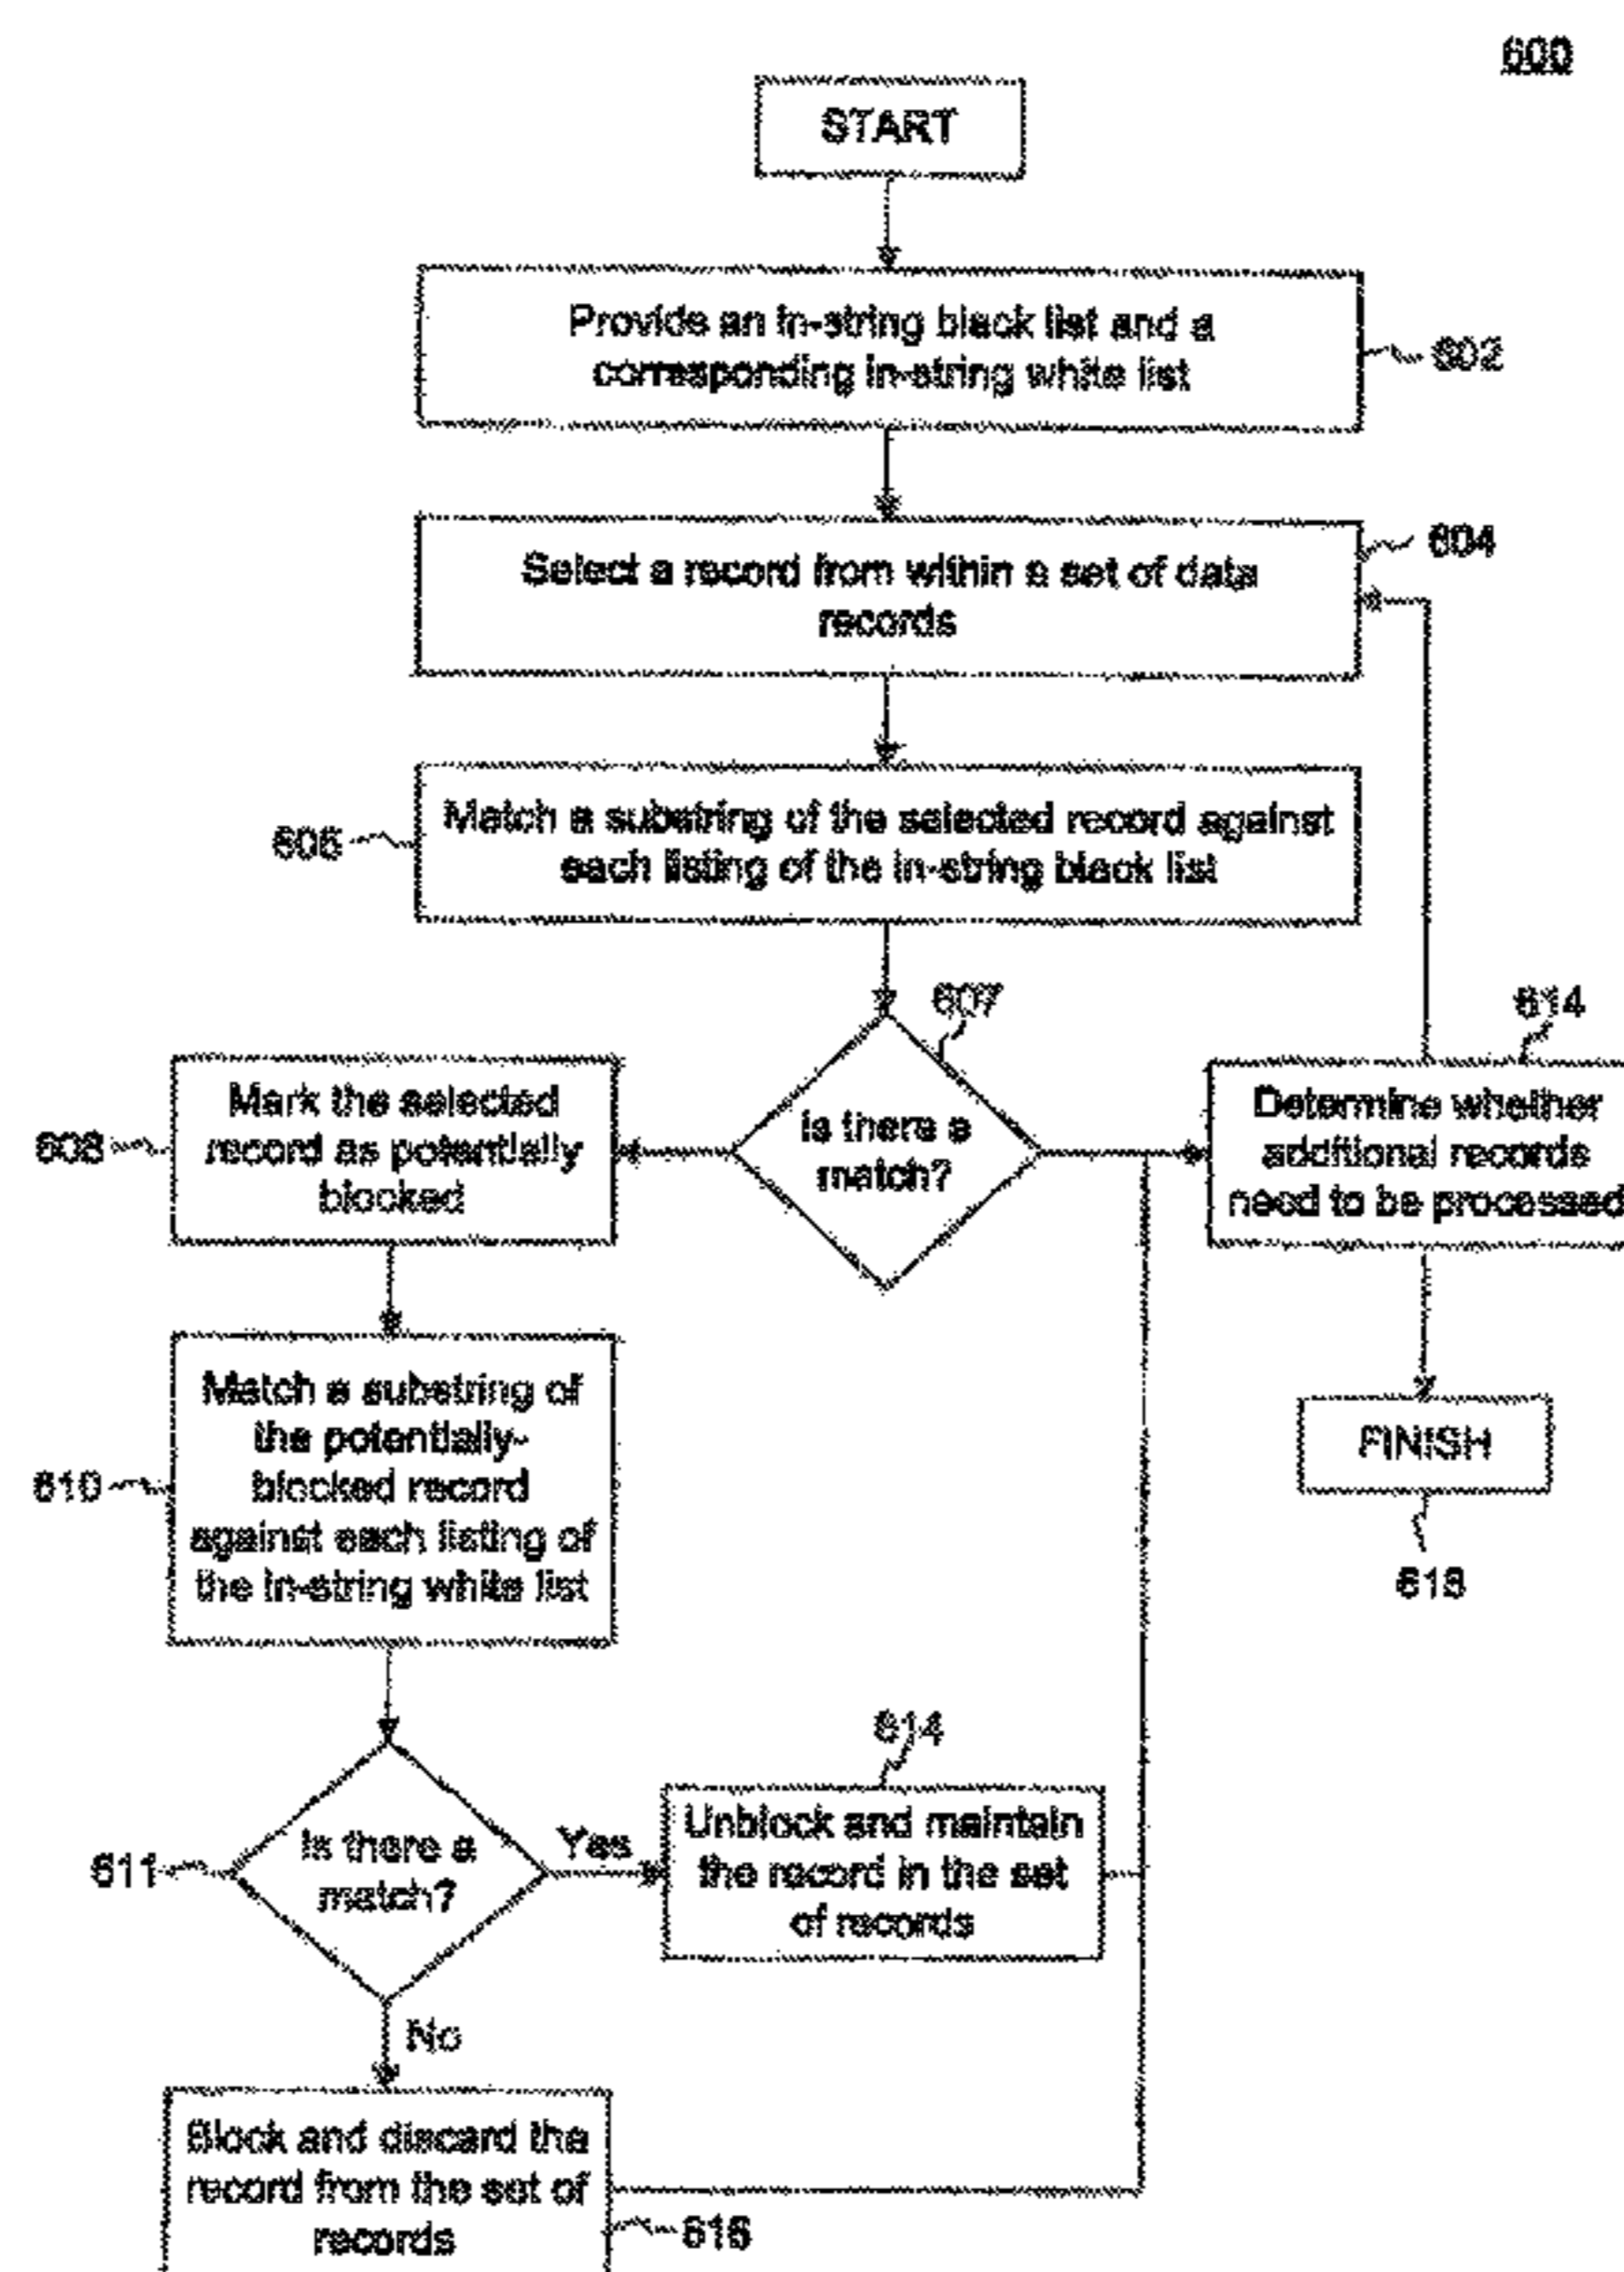 600
START
Provide an in-string black list and a
corresponding in-string white list
602
Select a record from within a set of data
records
604
Match a substring of the selected record against
each listing of the in-string black list
606
607
Is there a
match?
Mark the selected
record as potentially
blocked
608
614
Determine whether
additional records
need to be processed
Match a substring of
the potentially-
blocked record
against each listing of
the in-string white list
610
FINISH
Is there a
match?
611
Yes
614
Unblock and maintain
the record in the set
of records
No
Block and discard the
record from the set of
records
616